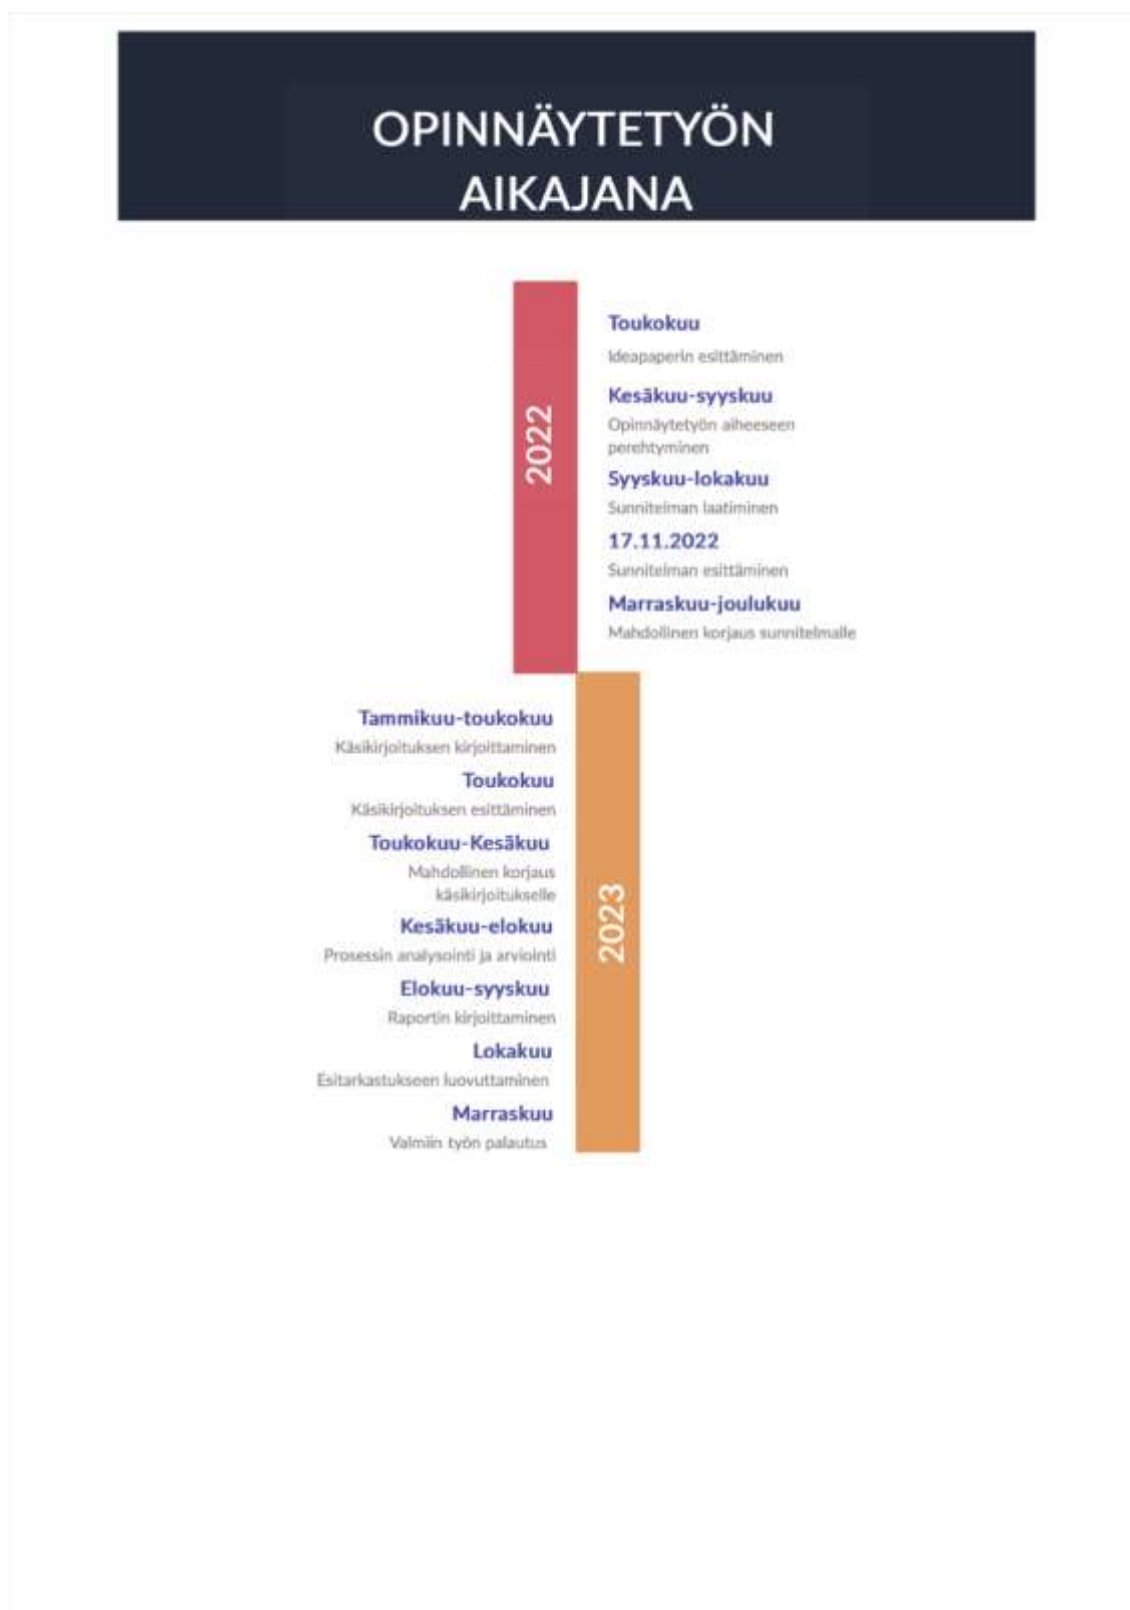 OPINNÄYTETYÖN
AIKAJANA
2022
Toukokuu
Ideapaperin esittäminen
Kesäkuu-syyskuu
Opinnäytetyön aiheeseen
perehtyminen
Syyskuu-lokakuu
Sunnitelman laatiminen
17.11.2022
Sunnitelman esittäminen
Marraskuu-joulukuu
Mahdollinen korjaus sunnitelmalle
2023
Tammikuu-toukokuu
Käsikirjoituksen kirjoittaminen
Toukokuu
Käsikirjoituksen esittäminen
Toukokuu-Kesäkuu
Mahdollinen korjaus
käsikirjoitukselle
Kesäkuu-elokuu
Prosessin analysointi ja arviointi
Elokuu-syyskuu
Raportin kirjoittaminen
Lokakuu
Esitarkastukseen luovuttaminen
Marraskuu
Valmiin työn palautus